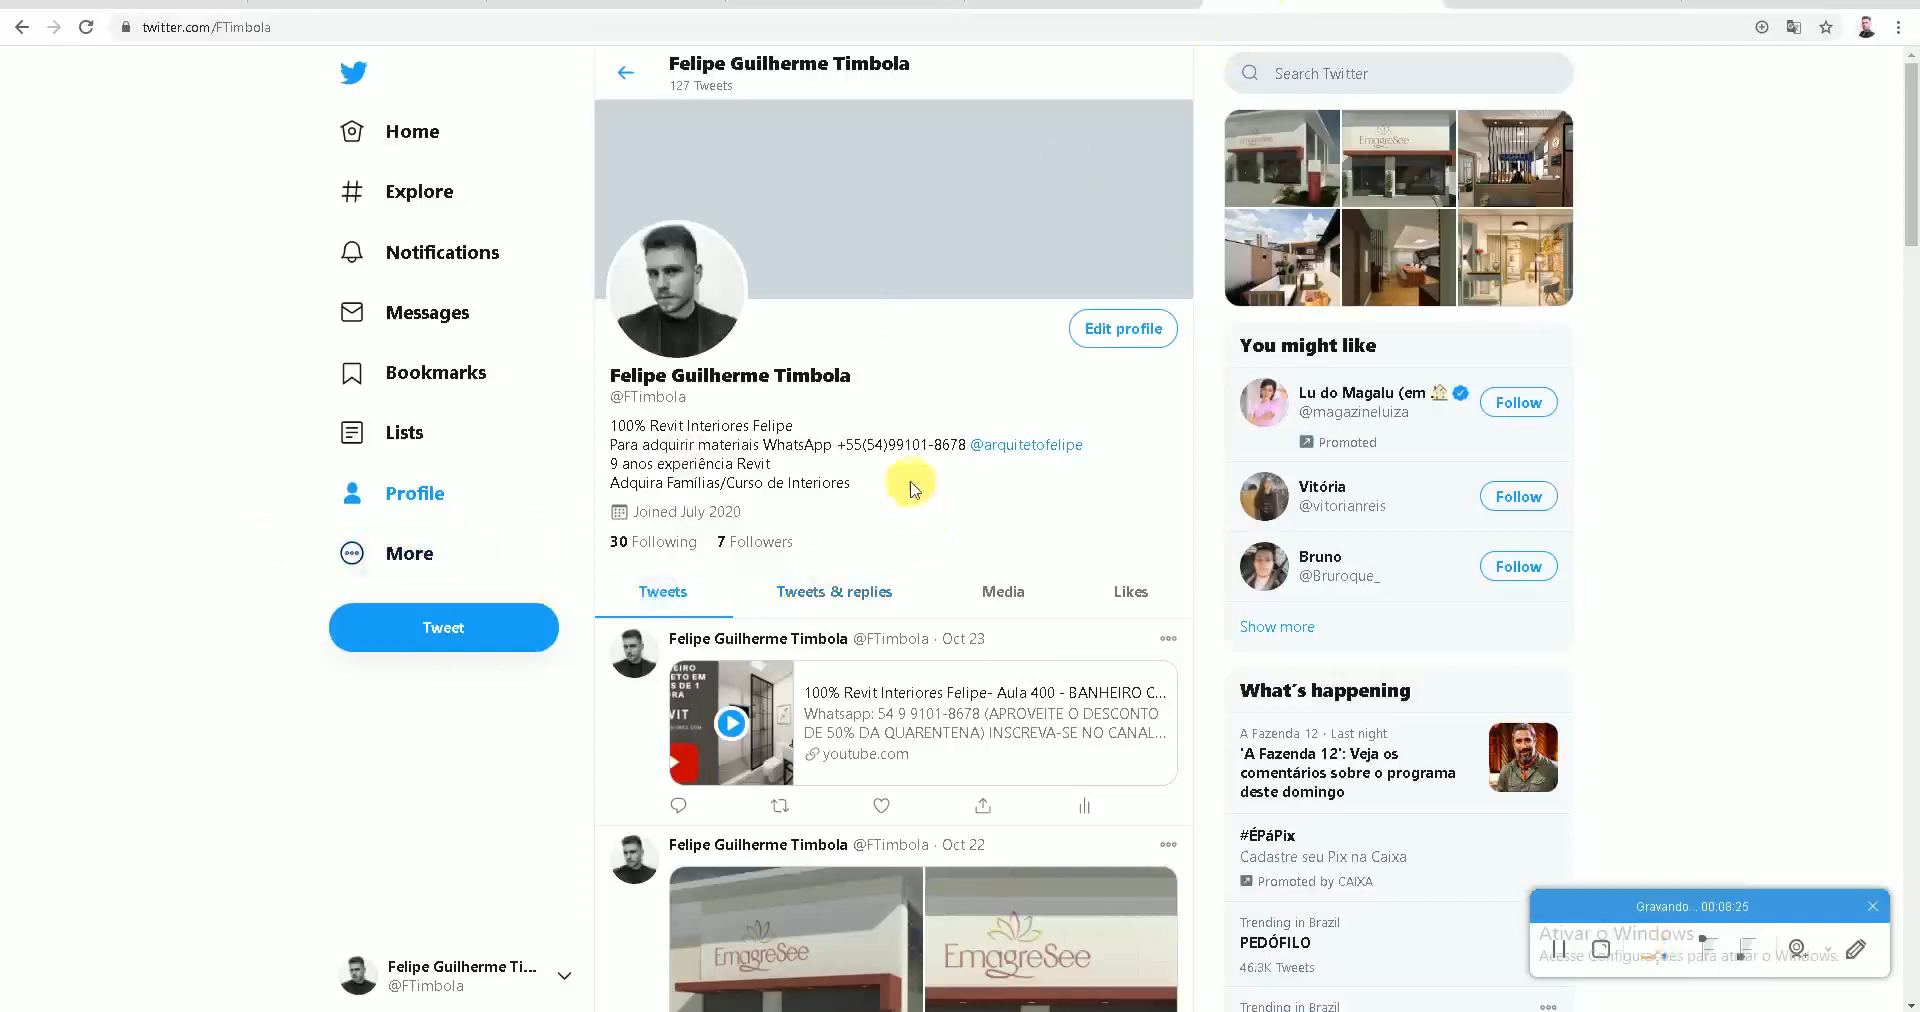 twitter.com/FTimbola
Felipe Guilherme Timbola
127 Tweets
Home
Explore
Notifications
Messages
Bookmarks
Lists
Profile
More
Tweet
Felipe Guilherme Ti...
@FTimbola
Edit profile
Felipe Guilherme Timbola
@FTimbola
100% Revit Interiores Felipe
Para adquirir materiais WhatsApp +55(54)99101-8678 @arquitetofelipe
9 anos experiência Revit
Adquira Famílias/Curso de Interiores
Joined July 2020
30 Following 7 Followers
Tweets Tweets & replies Media Likes
Felipe Guilherme Timbola @FTimbola · Oct 23
100% Revit Interiores Felipe- Aula 400 - BANHEIRO C...
Whatsapp: 54 9 9101-8678 (APROVEITE O DESCONTO
DE 50% DA QUARENTENA) INSCREVA-SE NO CANAL...
youtube.com
Felipe Guilherme Timbola @FTimbola · Oct 22
EmagreSee
EmagreSee
Search Twitter
EmagreSee
EmagreSee
You might like
Lu do Magalu (em
@magazineluiza
Promoted
Follow
Vitória
@vitorianreis
Follow
Bruno
@Bruroque_
Follow
Show more
What's happening
A Fazenda 12 · Last night
'A Fazenda 12': Veja os
comentários sobre o programa
deste domingo
#ÉPáPix
Cadastre seu Pix na Caixa
Promoted by CAIXA
Trending in Brazil
PEDÓFILO
46.3K Tweets
Trending in Brazil
Gravando... 00:08:25
Ativar o Windows
Acesse Configurações para ativar o Windows.